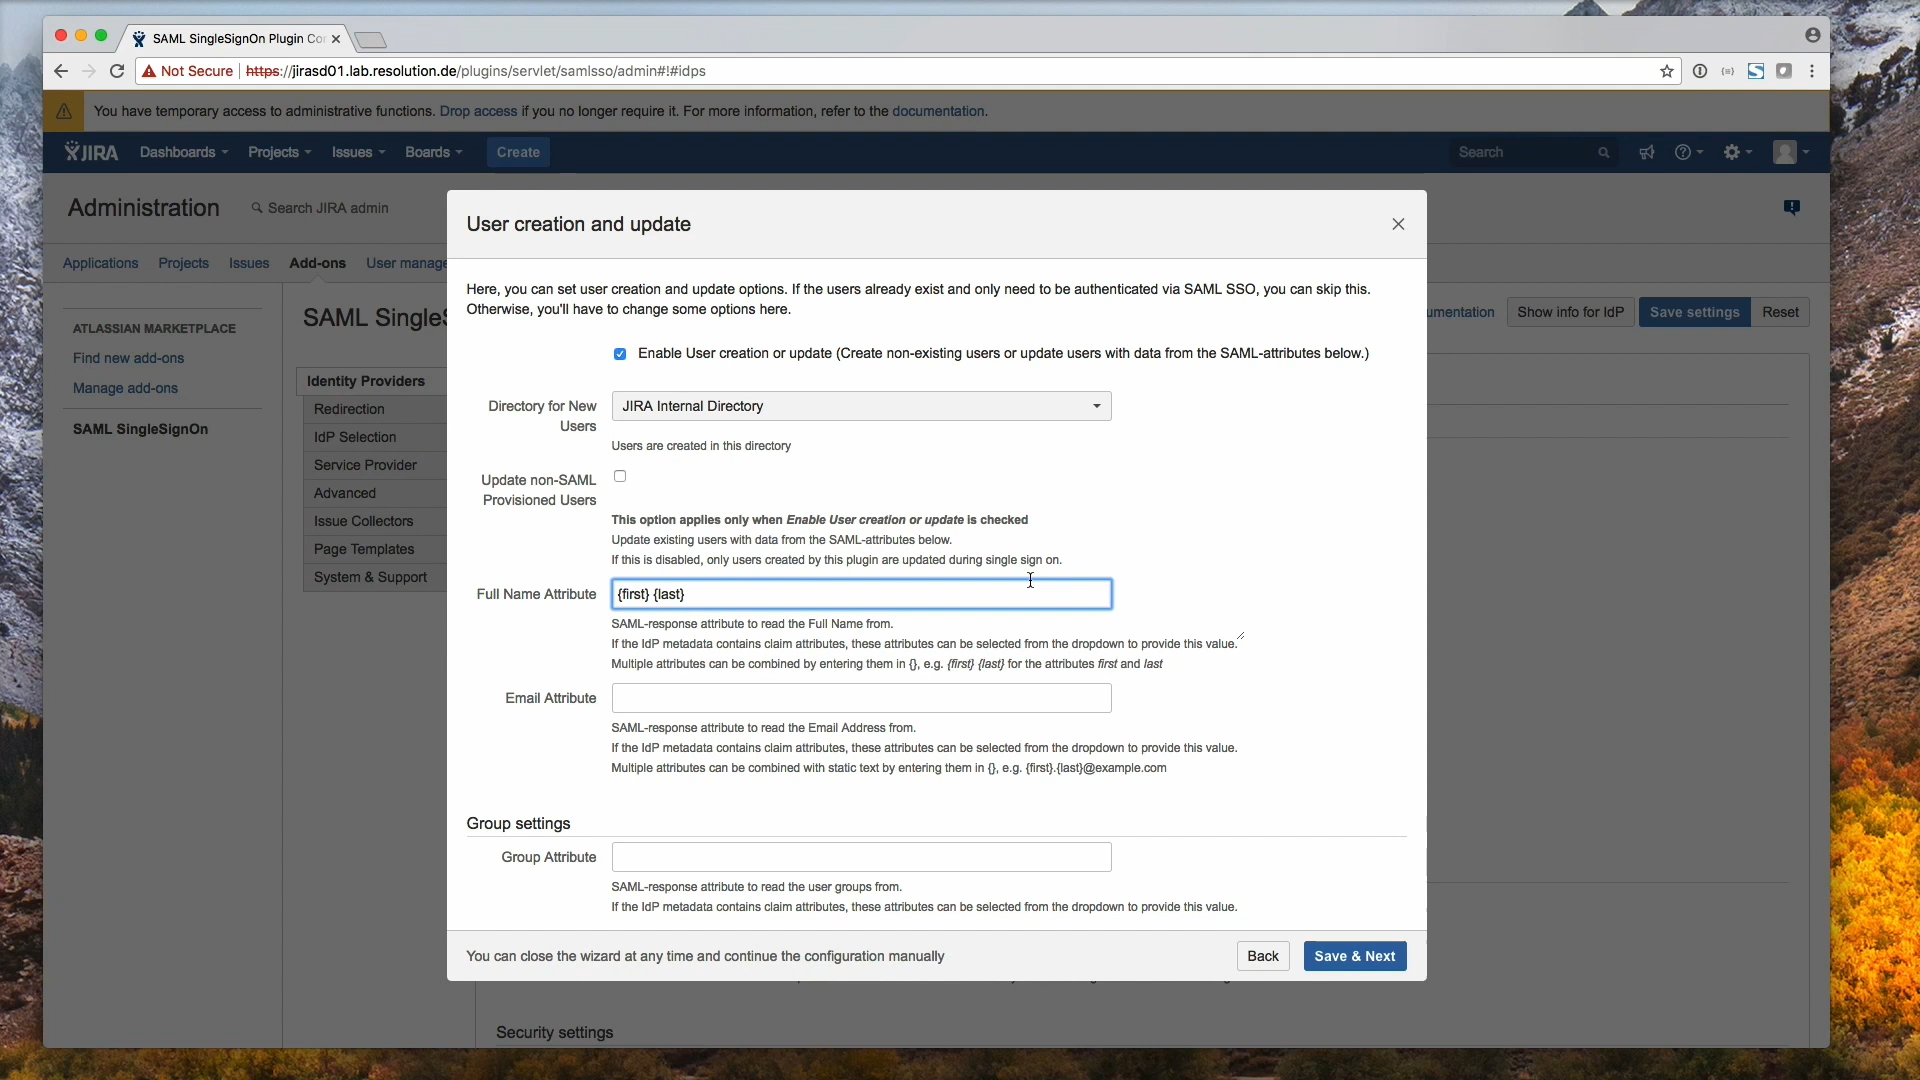 SAML SingleSignOn Plugin Co
Not Secure https://jirasd01.lab.resolution.de/plugins/servlet/samlsso/admin#!#idps
You have temporary access to administrative functions. Drop access if you no longer require it. For more information, refer to the documentation.
JIRA Dashboards Projects Issues Boards Create Search
Administration Search JIRA admin
Applications Projects Issues Add-ons User manage
ATLASSIAN MARKETPLACE
Find new add-ons
Manage add-ons
SAML SingleSignOn
SAML SingleS
umentation Show info for IdP Save settings Reset
Identity Providers
Redirection
IdP Selection
Service Provider
Advanced
Issue Collectors
Page Templates
System & Support
User creation and update
Here, you can set user creation and update options. If the users already exist and only need to be authenticated via SAML SSO, you can skip this.
Otherwise, you'll have to change some options here.
Enable User creation or update (Create non-existing users or update users with data from the SAML-attributes below.)
Directory for New
Users
JIRA Internal Directory
Users are created in this directory
Update non-SAML
Provisioned Users
This option applies only when Enable User creation or update is checked
Update existing users with data from the SAML-attributes below.
If this is disabled, only users created by this plugin are updated during single sign on.
Full Name Attribute {first} {last}
SAML-response attribute to read the Full Name from.
If the IdP metadata contains claim attributes, these attributes can be selected from the dropdown to provide this value.
Multiple attributes can be combined by entering them in {}, e.g. {first} {last} for the attributes first and last
Email Attribute
SAML-response attribute to read the Email Address from.
If the IdP metadata contains claim attributes, these attributes can be selected from the dropdown to provide this value.
Multiple attributes can be combined with static text by entering them in {}, e.g. {first}.{last}@example.com
Group settings
Group Attribute
SAML-response attribute to read the user groups from.
If the IdP metadata contains claim attributes, these attributes can be selected from the dropdown to provide this value.
You can close the wizard at any time and continue the configuration manually Back Save & Next
Security settings